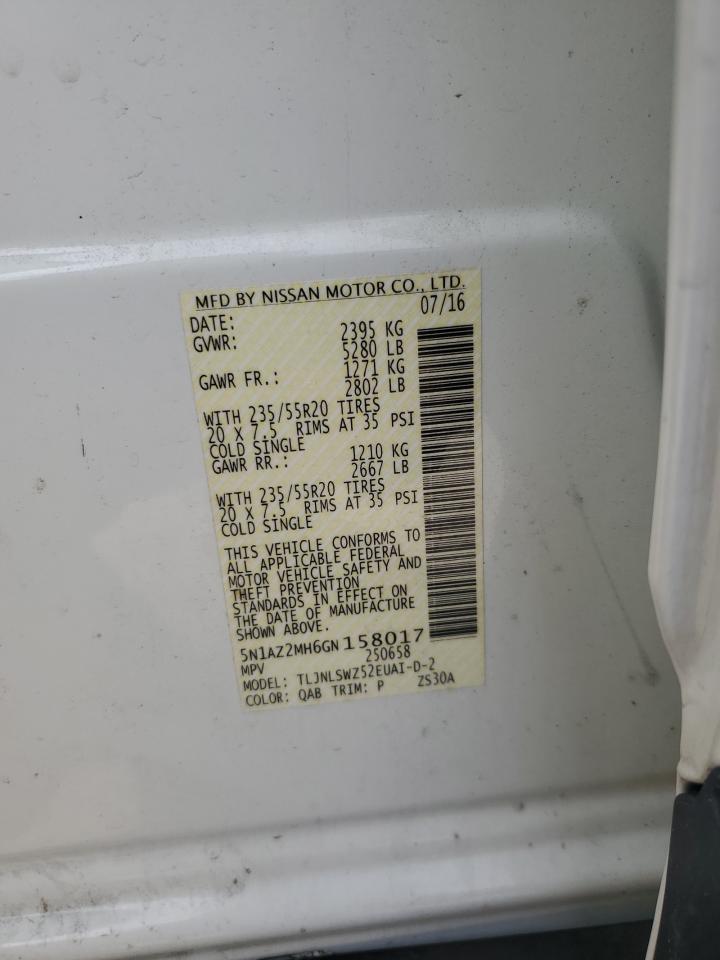 MFD BY NISSAN MOTOR CO., LTD.
DATE: 07/16
GVWR: 2395 KG
5280 LB
GAWR FR.: 1271 KG
2802 LB
WITH 235/55R20 TIRES
20 X 7.5 RIMS AT 35 PSI
COLD SINGLE
GAWR RR.: 1210 KG
2667 LB
WITH 235/55R20 TIRES
20 X 7.5 RIMS AT 35 PSI
COLD SINGLE
THIS VEHICLE CONFORMS TO
ALL APPLICABLE FEDERAL
MOTOR VEHICLE SAFETY AND
THEFT PREVENTION
STANDARDS IN EFFECT ON
THE DATE OF MANUFACTURE
SHOWN ABOVE.
5N1AZ2MH6GN158017
MPV 250658
MODEL: TLJNLSWZ52EUAI-D-2
COLOR: QAB TRIM: P ZS30A